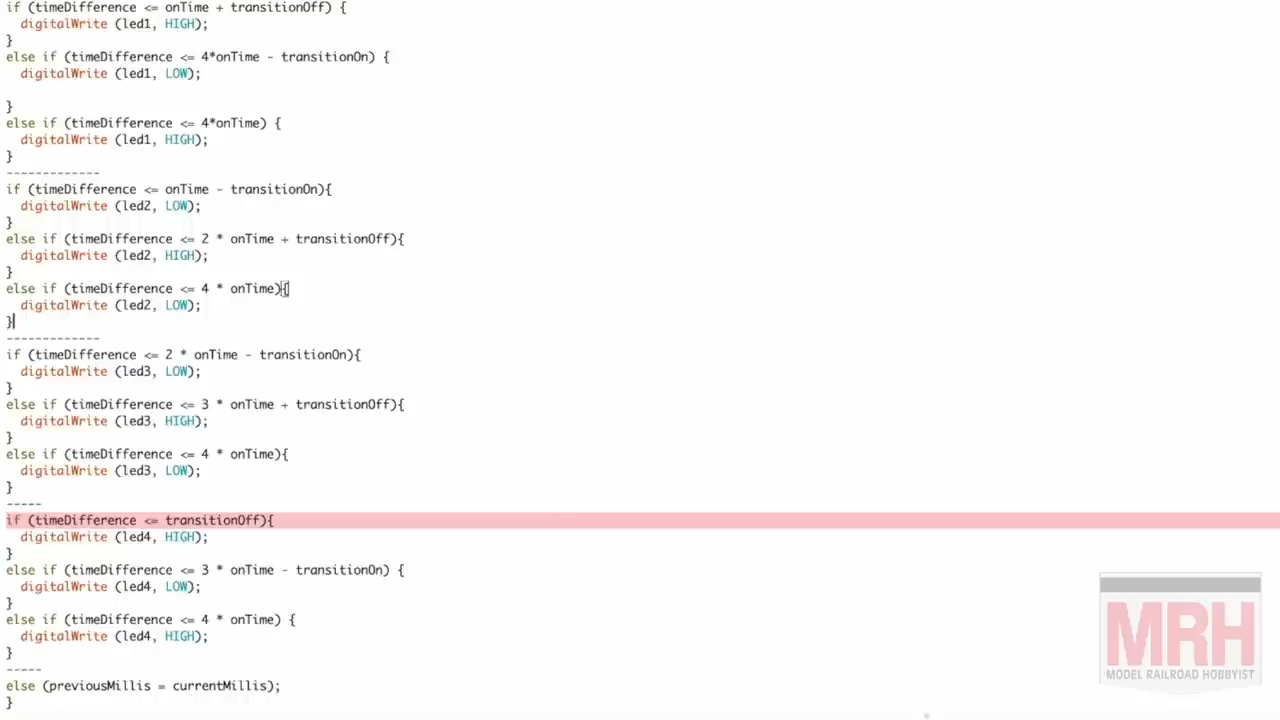 if (timeDifference <= onTime + transitionOff) {
  digitalWrite (led1, HIGH);
}
else if (timeDifference <= 4*onTime - transitionOn) {
  digitalWrite (led1, LOW);

}
else if (timeDifference <= 4*onTime) {
  digitalWrite (led1, HIGH);
}
-------------
if (timeDifference <= onTime - transitionOn){
  digitalWrite (led2, LOW);
}
else if (timeDifference <= 2 * onTime + transitionOff){
  digitalWrite (led2, HIGH);
}
else if (timeDifference <= 4 * onTime){
  digitalWrite (led2, LOW);
}
-------------
if (timeDifference <= 2 * onTime - transitionOn){
  digitalWrite (led3, LOW);
}
else if (timeDifference <= 3 * onTime + transitionOff){
  digitalWrite (led3, HIGH);
}
else if (timeDifference <= 4 * onTime){
  digitalWrite (led3, LOW);
}
-----
if (timeDifference <= transitionOff){
  digitalWrite (led4, HIGH);
}
else if (timeDifference <= 3 * onTime - transitionOn) {
  digitalWrite (led4, LOW);
}
else if (timeDifference <= 4 * onTime) {
  digitalWrite (led4, HIGH);
}
-----
else (previousMillis = currentMillis);
}
MRH
MODEL RAILROAD HOBBYIST